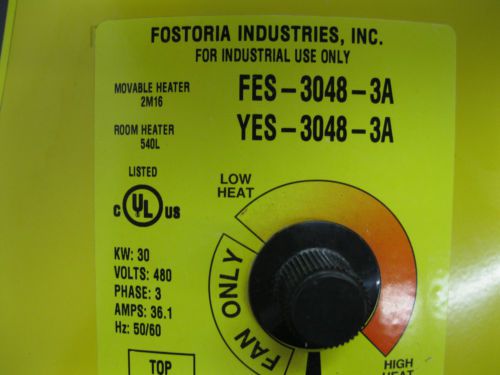 FOSTORIA INDUSTRIES, INC.
FOR INDUSTRIAL USE ONLY
MOVABLE HEATER
2M16
FES-3048-3A
ROOM HEATER
540L
YES-3048-3A
LISTED
C UL US
LOW
HEAT
FAN ONLY
KW: 30
VOLTS: 480
PHASE: 3
AMPS: 36.1
Hz: 50/60
TOP
HIGH
HEAT